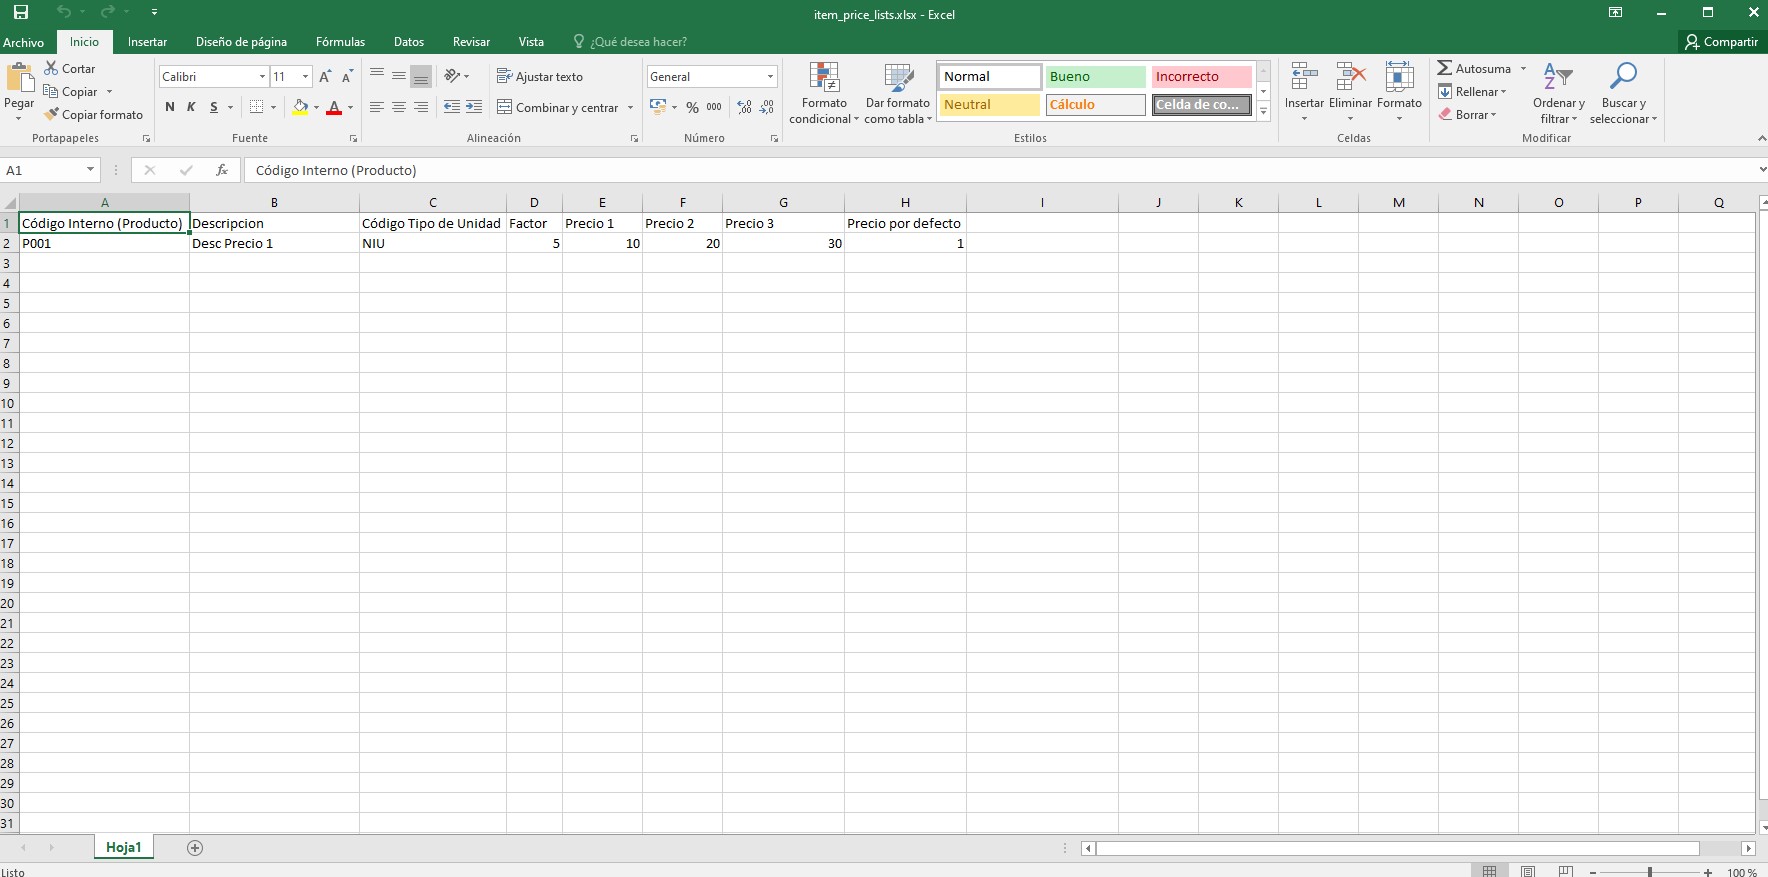 item_price_lists.xlsx - Excel
Archivo Inicio Insertar Diseño de página Fórmulas Datos Revisar Vista ¿Qué desea hacer? Compartir
Pegar
Cortar
Copiar
Copiar formato
Portapapeles
Calibri 11
N K S
Fuente
Ajustar texto
Combinar y centrar
Alineación
General
% 000
Número
Formato condicional
Dar formato como tabla
Normal Bueno Incorrecto
Neutral Cálculo Celda de co...
Estilos
Insertar Eliminar Formato
Celdas
Autosuma
Rellenar
Borrar
Ordenar y filtrar
Buscar y seleccionar
Modificar
A1 fx Código Interno (Producto)
A B C D E F G H I J K L M N O P Q
1 Código Interno (Producto) Descripcion Código Tipo de Unidad Factor Precio 1 Precio 2 Precio 3 Precio por defecto
2 P001 Desc Precio 1 NIU 5 10 20 30 1
3
4
5
6
7
8
9
10
11
12
13
14
15
16
17
18
19
20
21
22
23
24
25
26
27
28
29
30
31
Hoja1
Listo 100 %